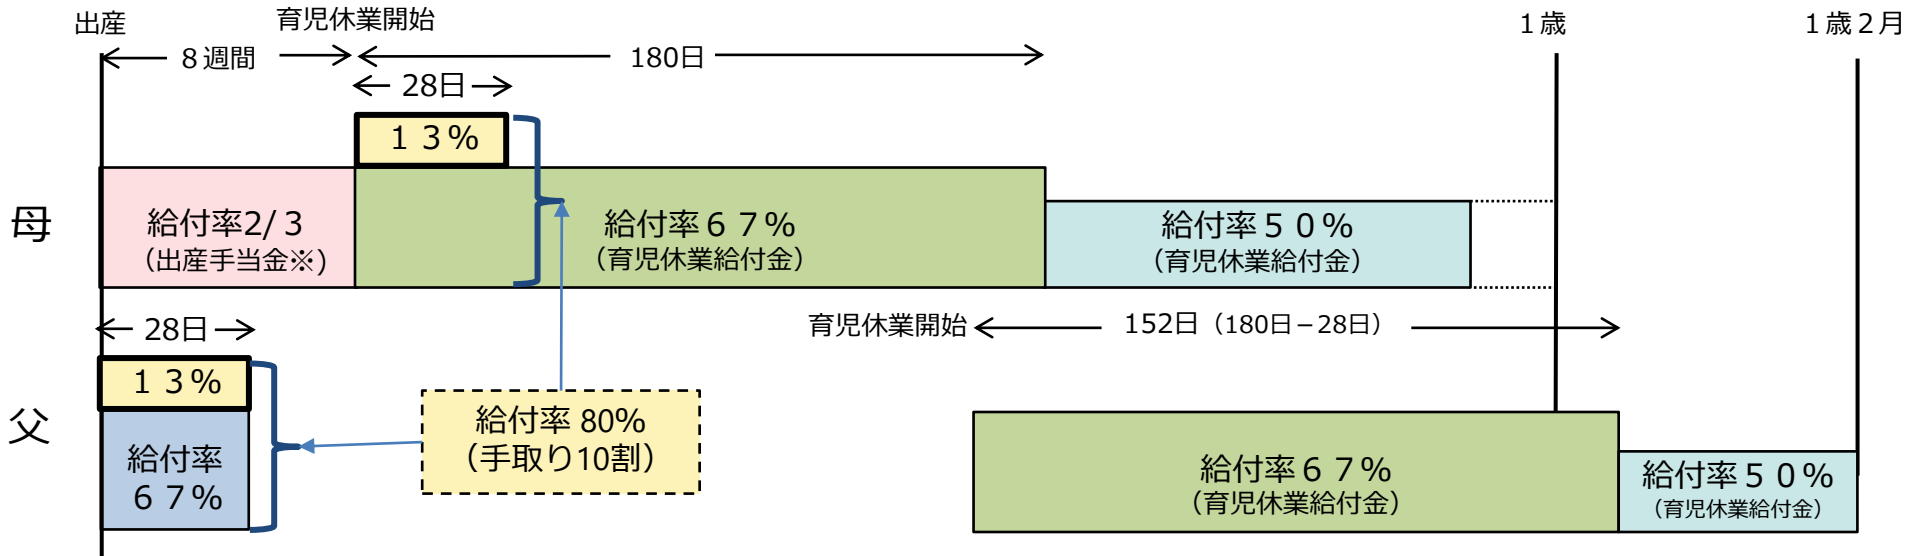 出産
育児休業開始
1歳
1歳2月
8週間
180日
28日
13%
母
給付率2/3
(出産手当金※)
給付率67%
(育児休業給付金)
給付率50%
(育児休業給付金)
28日
育児休業開始
152日(180日-28日)
13%
父
給付率
67%
給付率 80%
(手取り10割)
給付率67%
(育児休業給付金)
給付率50%
(育児休業給付金)